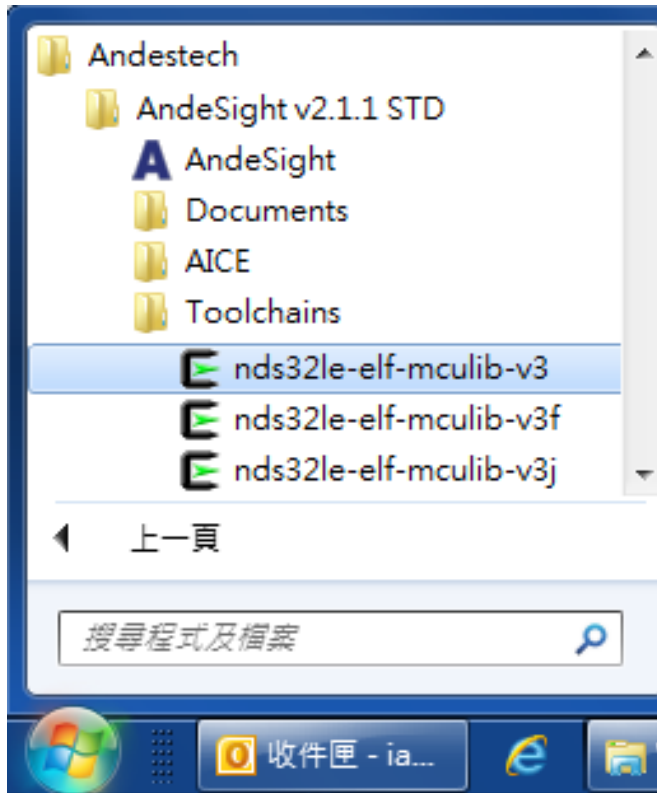 Andestech
AndeSight v2.1.1 STD
AndeSight
Documents
AICE
Toolchains
nds32le-elf-mculib-v3
nds32le-elf-mculib-v3f
nds32le-elf-mculib-v3j
上一頁
搜尋程式及檔案
收件匣 - ia...